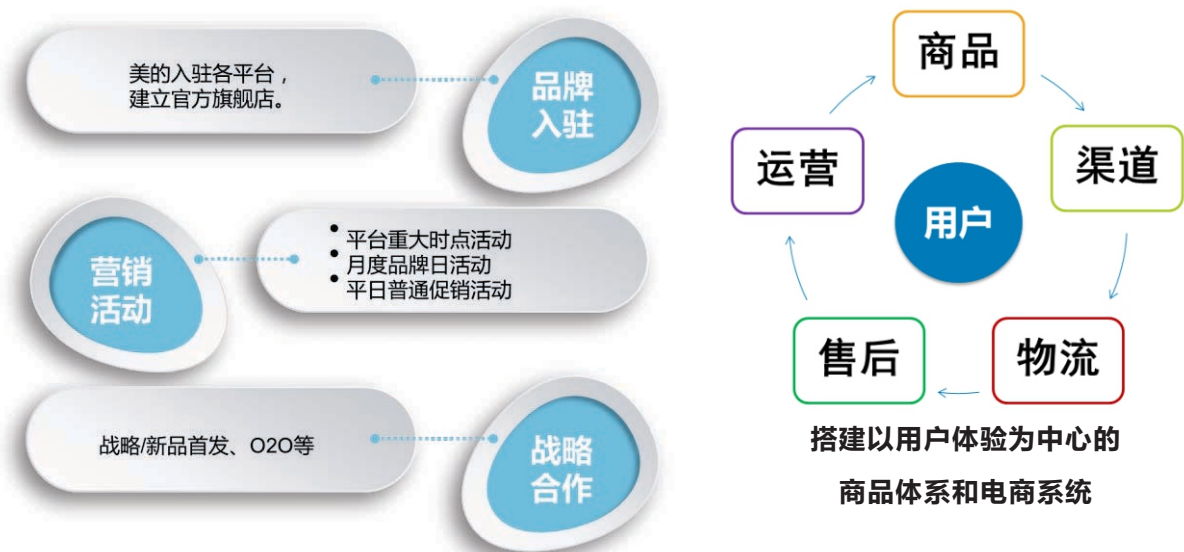 美的入驻各平台，
建立官方旗舰店。
品牌
入驻
营销
活动
• 平台重大时点活动
• 月度品牌日活动
• 平日普通促销活动
战略/新品首发、O2O等
战略
合作
商品
渠道
物流
售后
运营
用户
搭建以用户体验为中心的
商品体系和电商系统